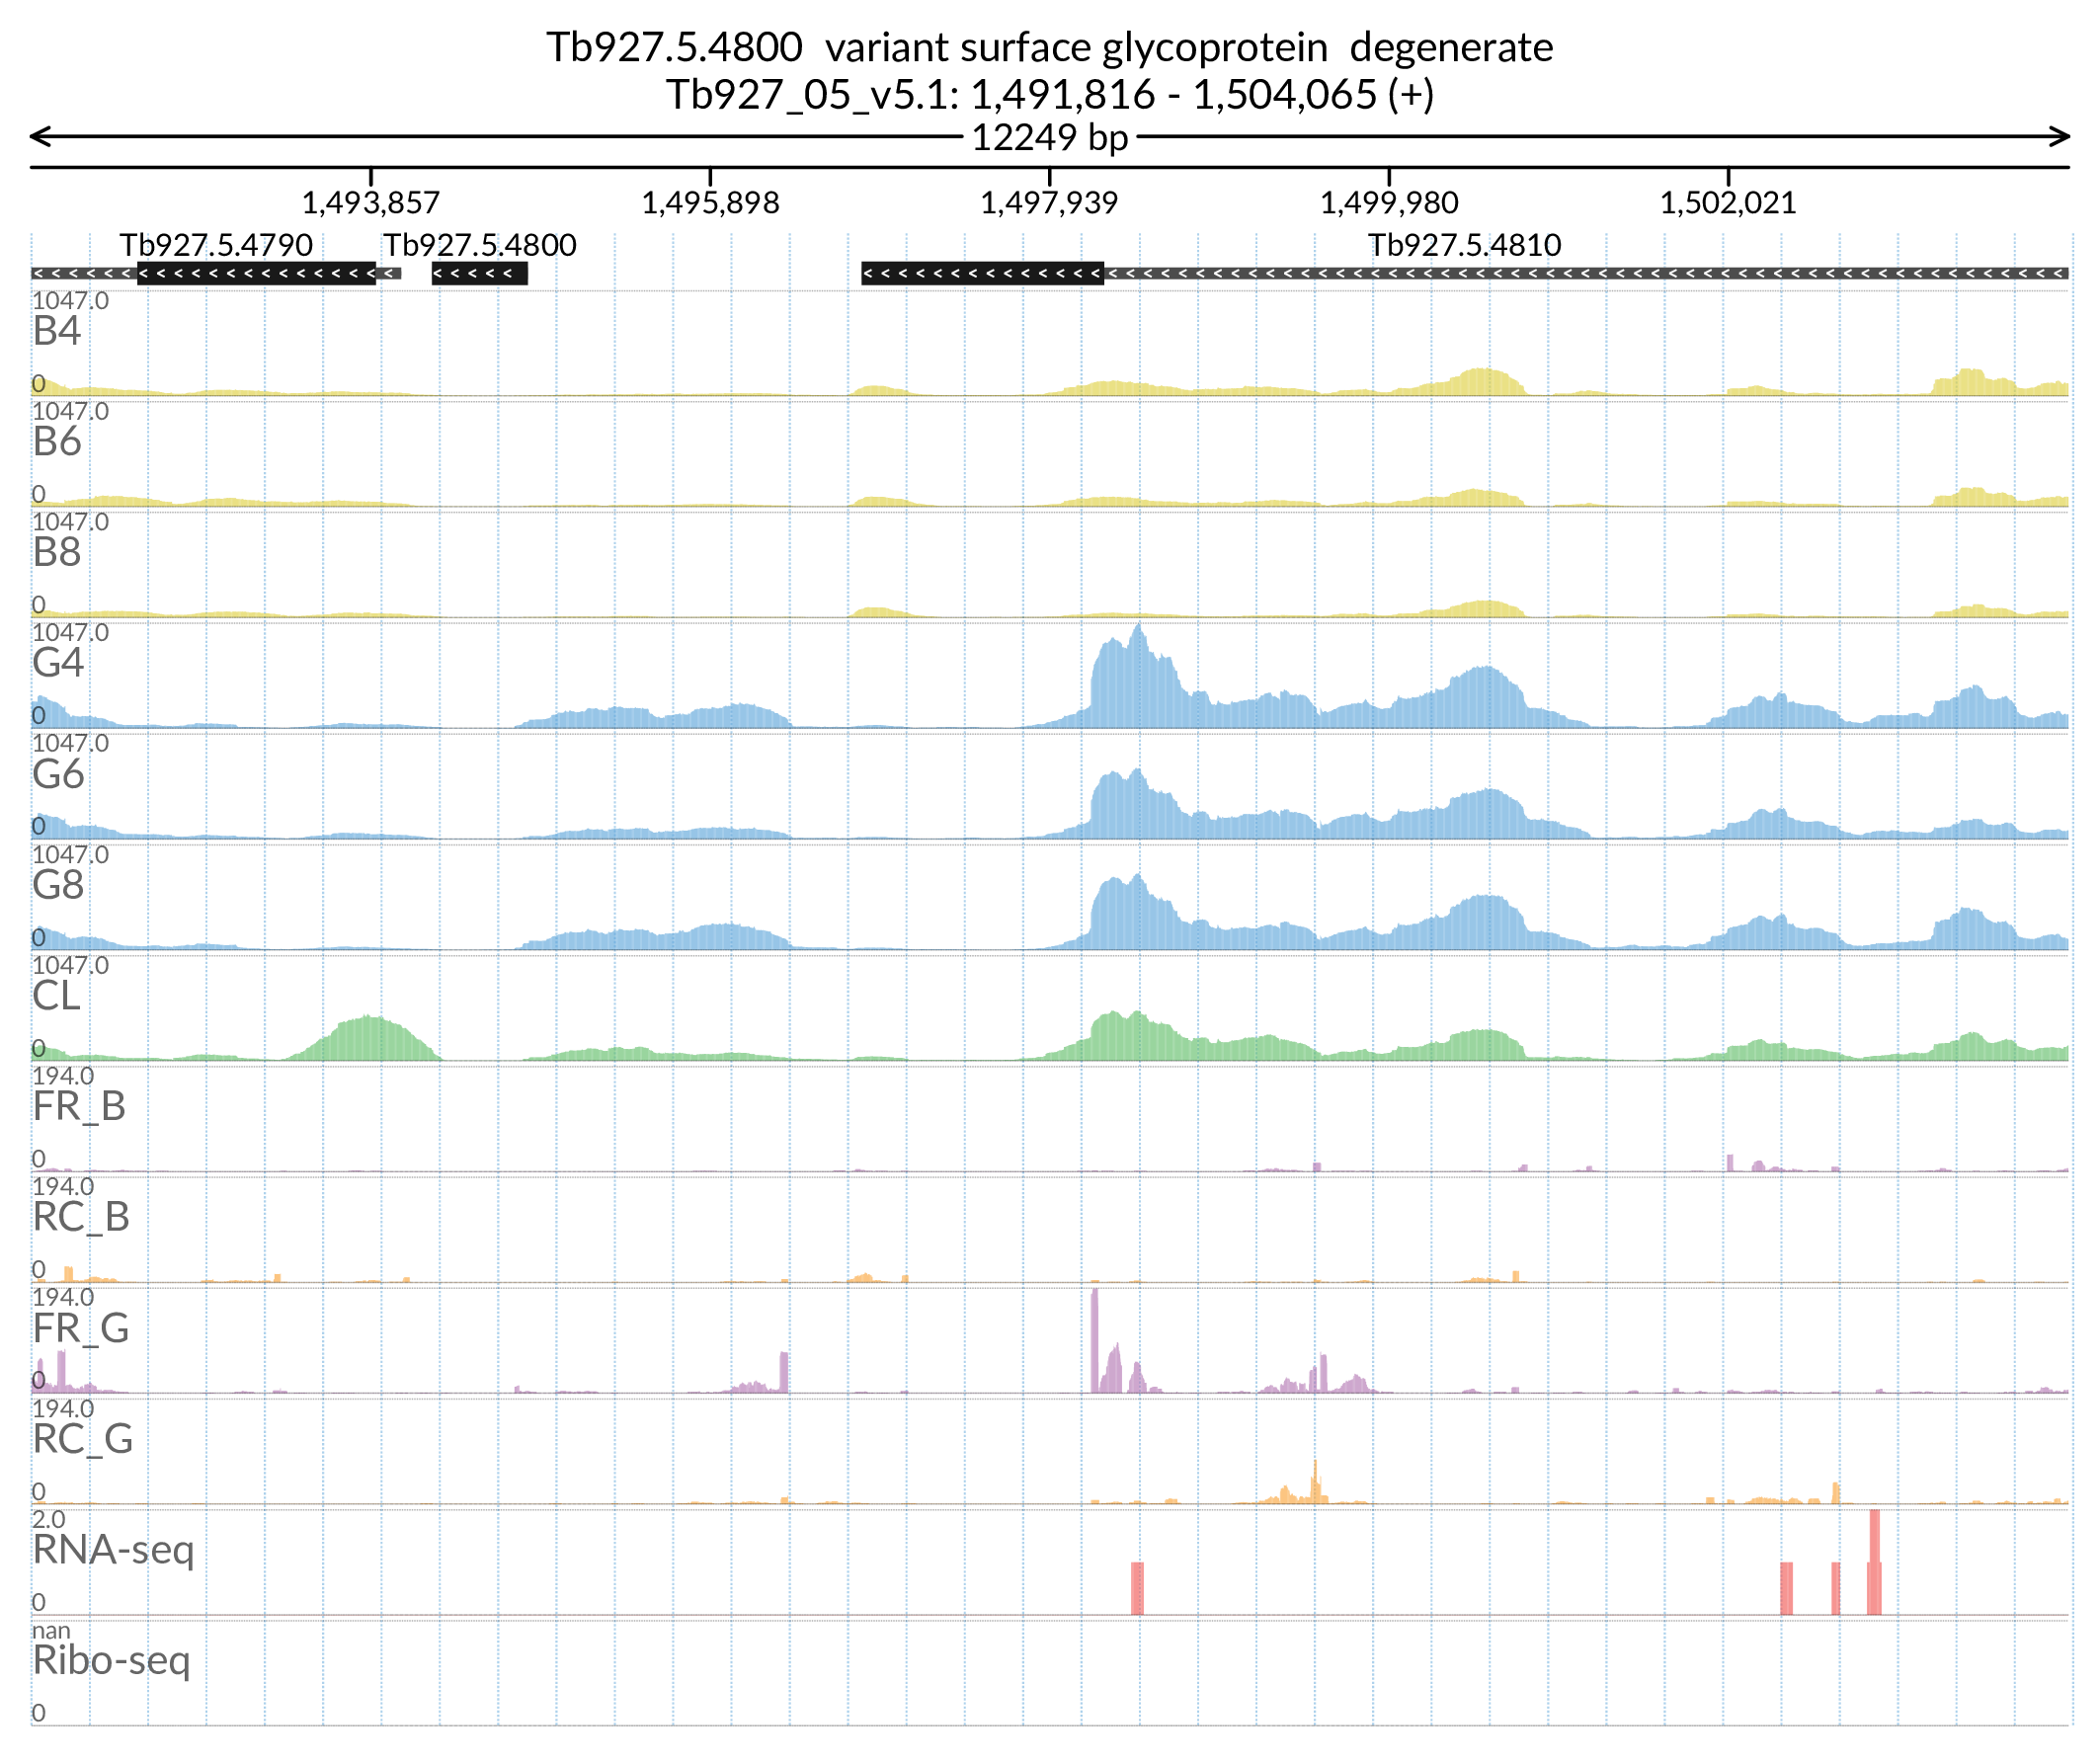 Tb927.5.4800  variant surface glycoprotein  degenerate
Tb927_05_v5.1: 1,491,816 - 1,504,065 (+)
12249 bp
1,493,857 1,495,898 1,497,939 1,499,980 1,502,021
Tb927.5.4790 Tb927.5.4800 Tb927.5.4810
1047.0
B4
0
1047.0
B6
0
1047.0
B8
0
1047.0
G4
0
1047.0
G6
0
1047.0
G8
0
1047.0
CL
0
194.0
FR_B
0
194.0
RC_B
0
194.0
FR_G
0
194.0
RC_G
0
2.0
RNA-seq
0
nan
Ribo-seq
0